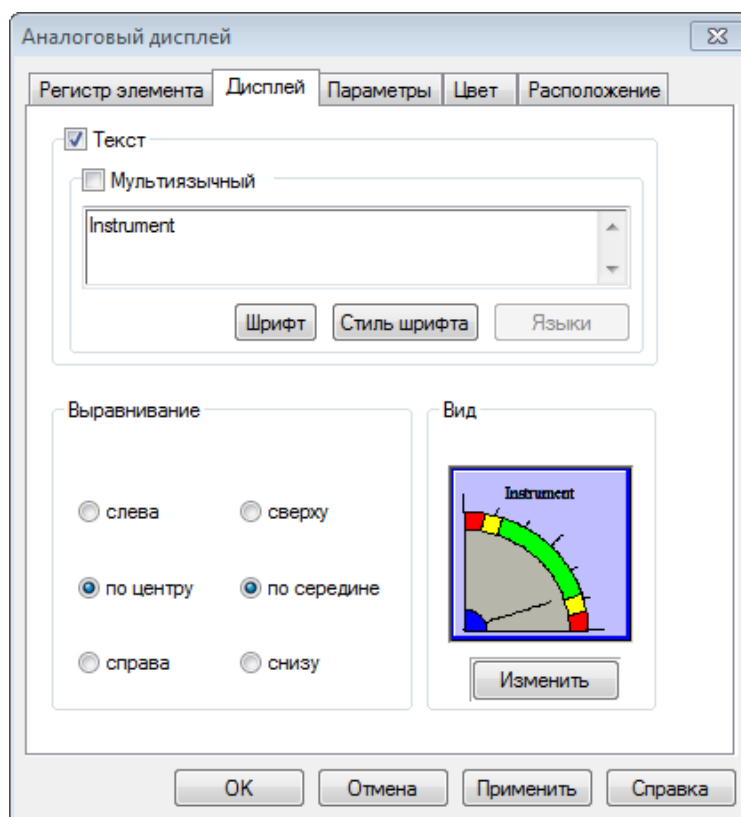 Аналоговый дисплей
Регистр элемента Дисплей Параметры Цвет Расположение
Текст
Мультиязычный
Instrument
Шрифт Стиль шрифта Языки
Выравнивание Вид
Instrument
слева сверху
по центру по середине
справа снизу
Изменить
OK Отмена Применить Справка